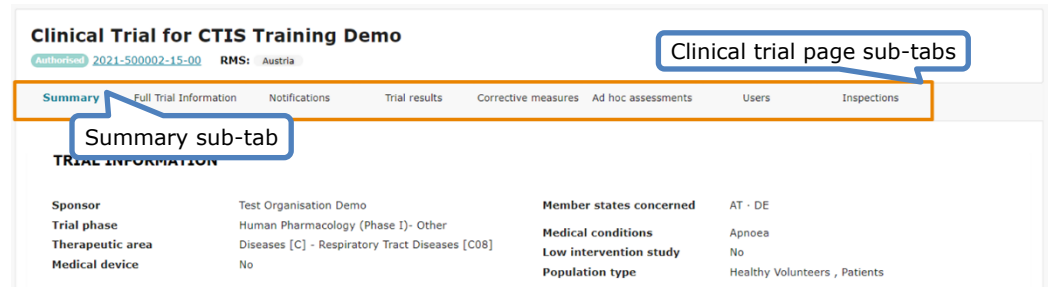 Clinical Trial for CTIS Training Demo
Authorised 2021-500002-15-00 RMS: Austria
Clinical trial page sub-tabs
Summary Full Trial Information Notifications Trial results Corrective measures Ad hoc assessments Users Inspections
Summary sub-tab
TRIAL INFORMATION
Sponsor Test Organisation Demo Member states concerned AT · DE
Trial phase Human Pharmacology (Phase I)- Other Medical conditions Apnoea
Therapeutic area Diseases [C] - Respiratory Tract Diseases [C08] Low intervention study No
Medical device No Population type Healthy Volunteers , Patients